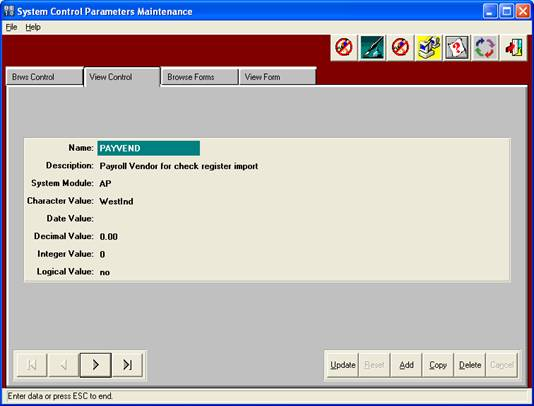 System Control Parameters Maintenance
File Help
Brws Control View Control Browse Forms View Form
Name: PAYVEND
Description: Payroll Vendor for check register import
System Module: AP
Character Value: WestInd
Date Value:
Decimal Value: 0.00
Integer Value: 0
Logical Value: no
Update Reset Add Copy Delete Cancel
Enter data or press ESC to end.